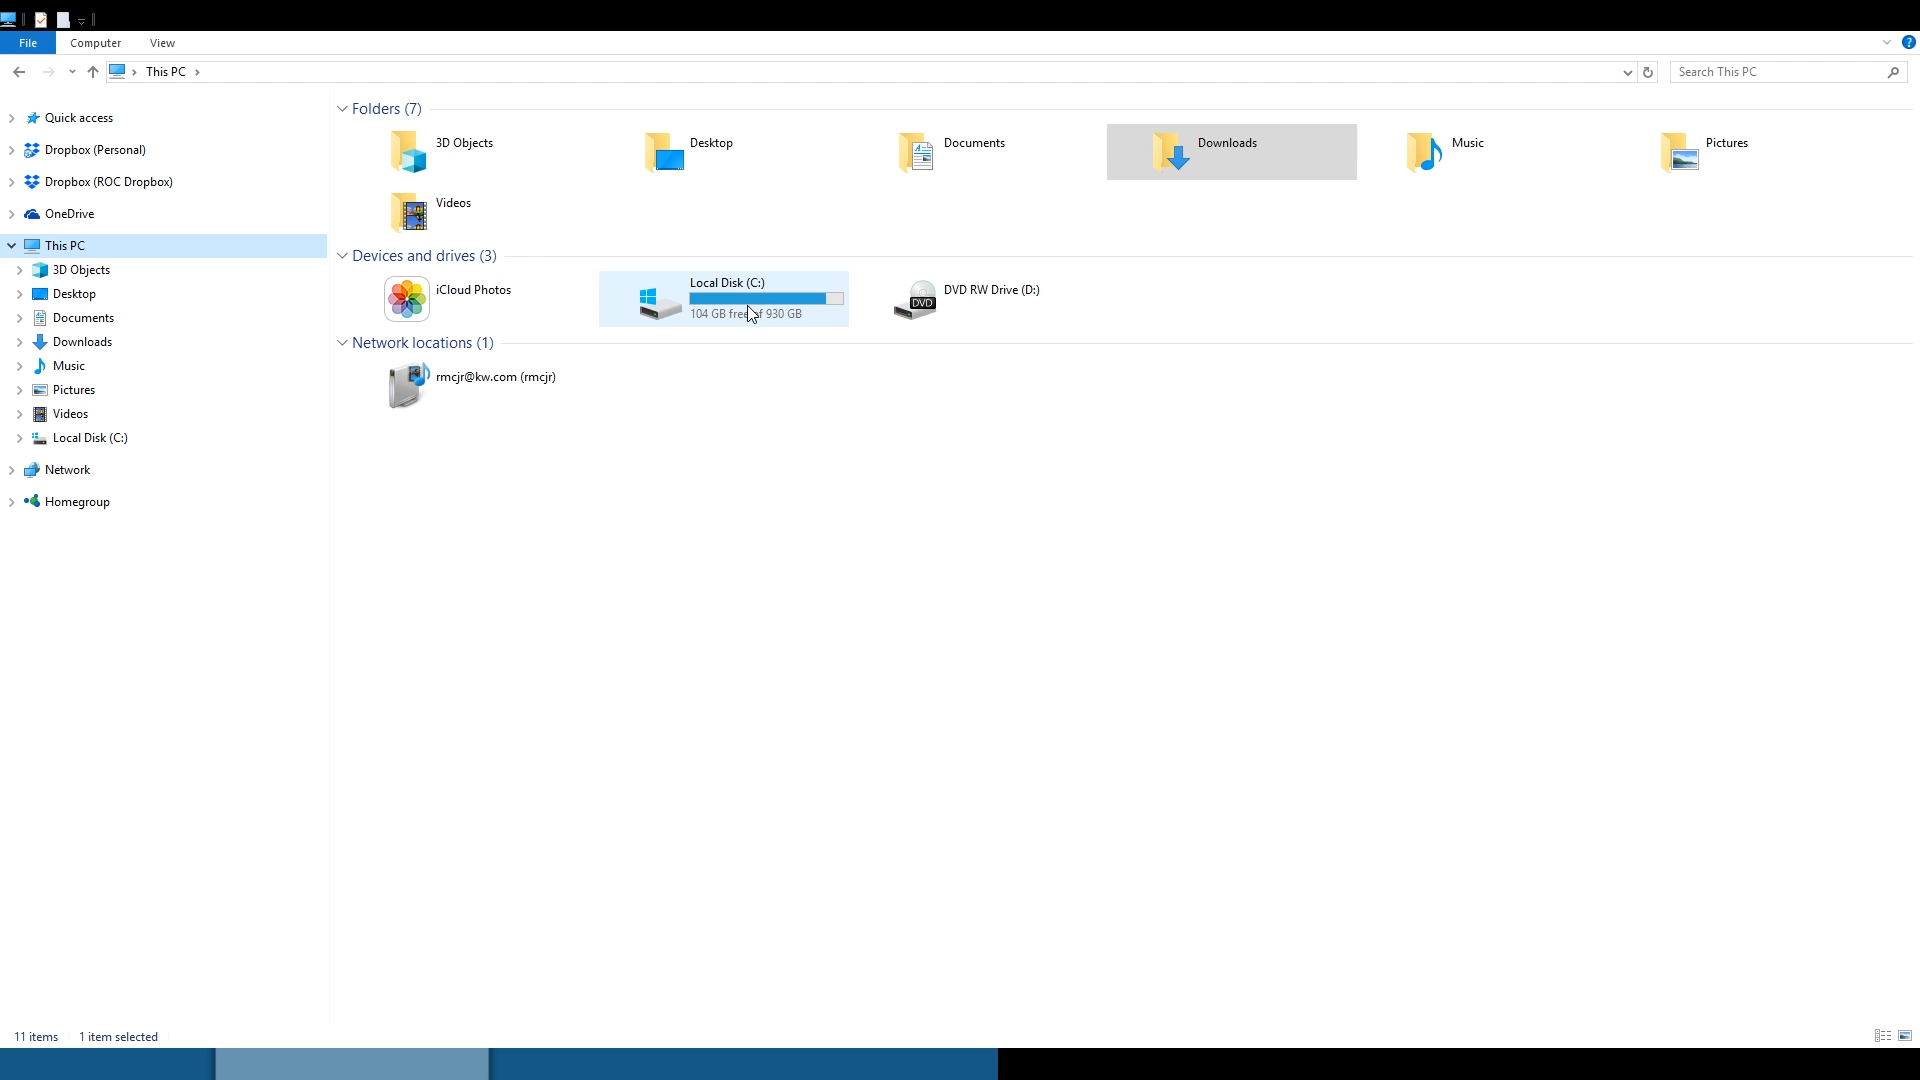 File Computer View
This PC
Search This PC
Quick access
Dropbox (Personal)
Dropbox (ROC Dropbox)
OneDrive
This PC
3D Objects
Desktop
Documents
Downloads
Music
Pictures
Videos
Local Disk (C:)
Network
Homegroup
Folders (7)
3D Objects Desktop Documents Downloads Music Pictures
Videos
Devices and drives (3)
iCloud Photos
Local Disk (C:)
104 GB free of 930 GB
DVD RW Drive (D:)
DVD
Network locations (1)
rmcjr@kw.com (rmcjr)
11 items 1 item selected